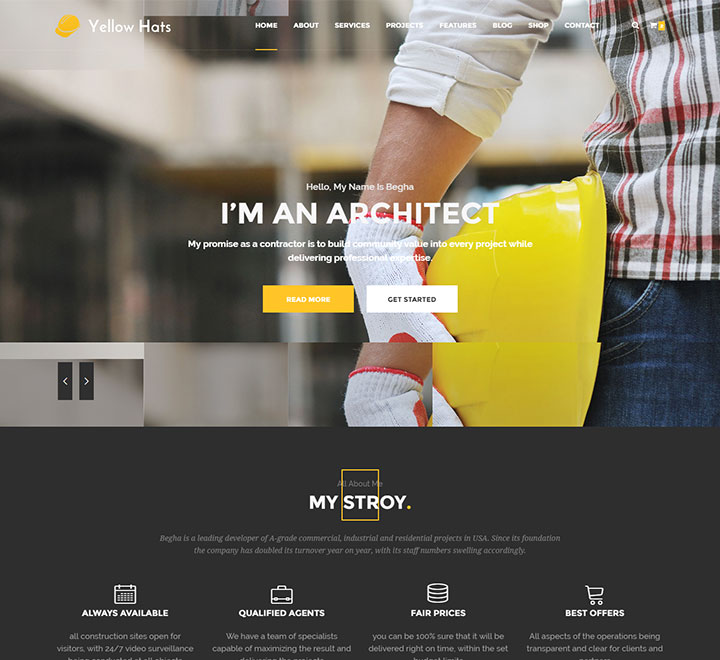 Yellow Hats
HOME ABOUT SERVICES PROJECTS FEATURES BLOG SHOP CONTACT
Hello, My Name Is Begha
I'M AN ARCHITECT
My promise as a contractor is to build community value into every project while
delivering professional expertise.
READ MORE GET STARTED
All About Me
MY STROY.
Begha is a leading developer of A-grade commercial, industrial and residential projects in USA. Since its foundation
the company has doubled its turnover year on year, with its staff numbers swelling accordingly.
ALWAYS AVAILABLE QUALIFIED AGENTS FAIR PRICES BEST OFFERS
all construction sites open for We have a team of specialists you can be 100% sure that it will be All aspects of the operations being
visitors, with 24/7 video surveillance capable of maximizing the result and delivered right on time, within the set transparent and clear for clients and